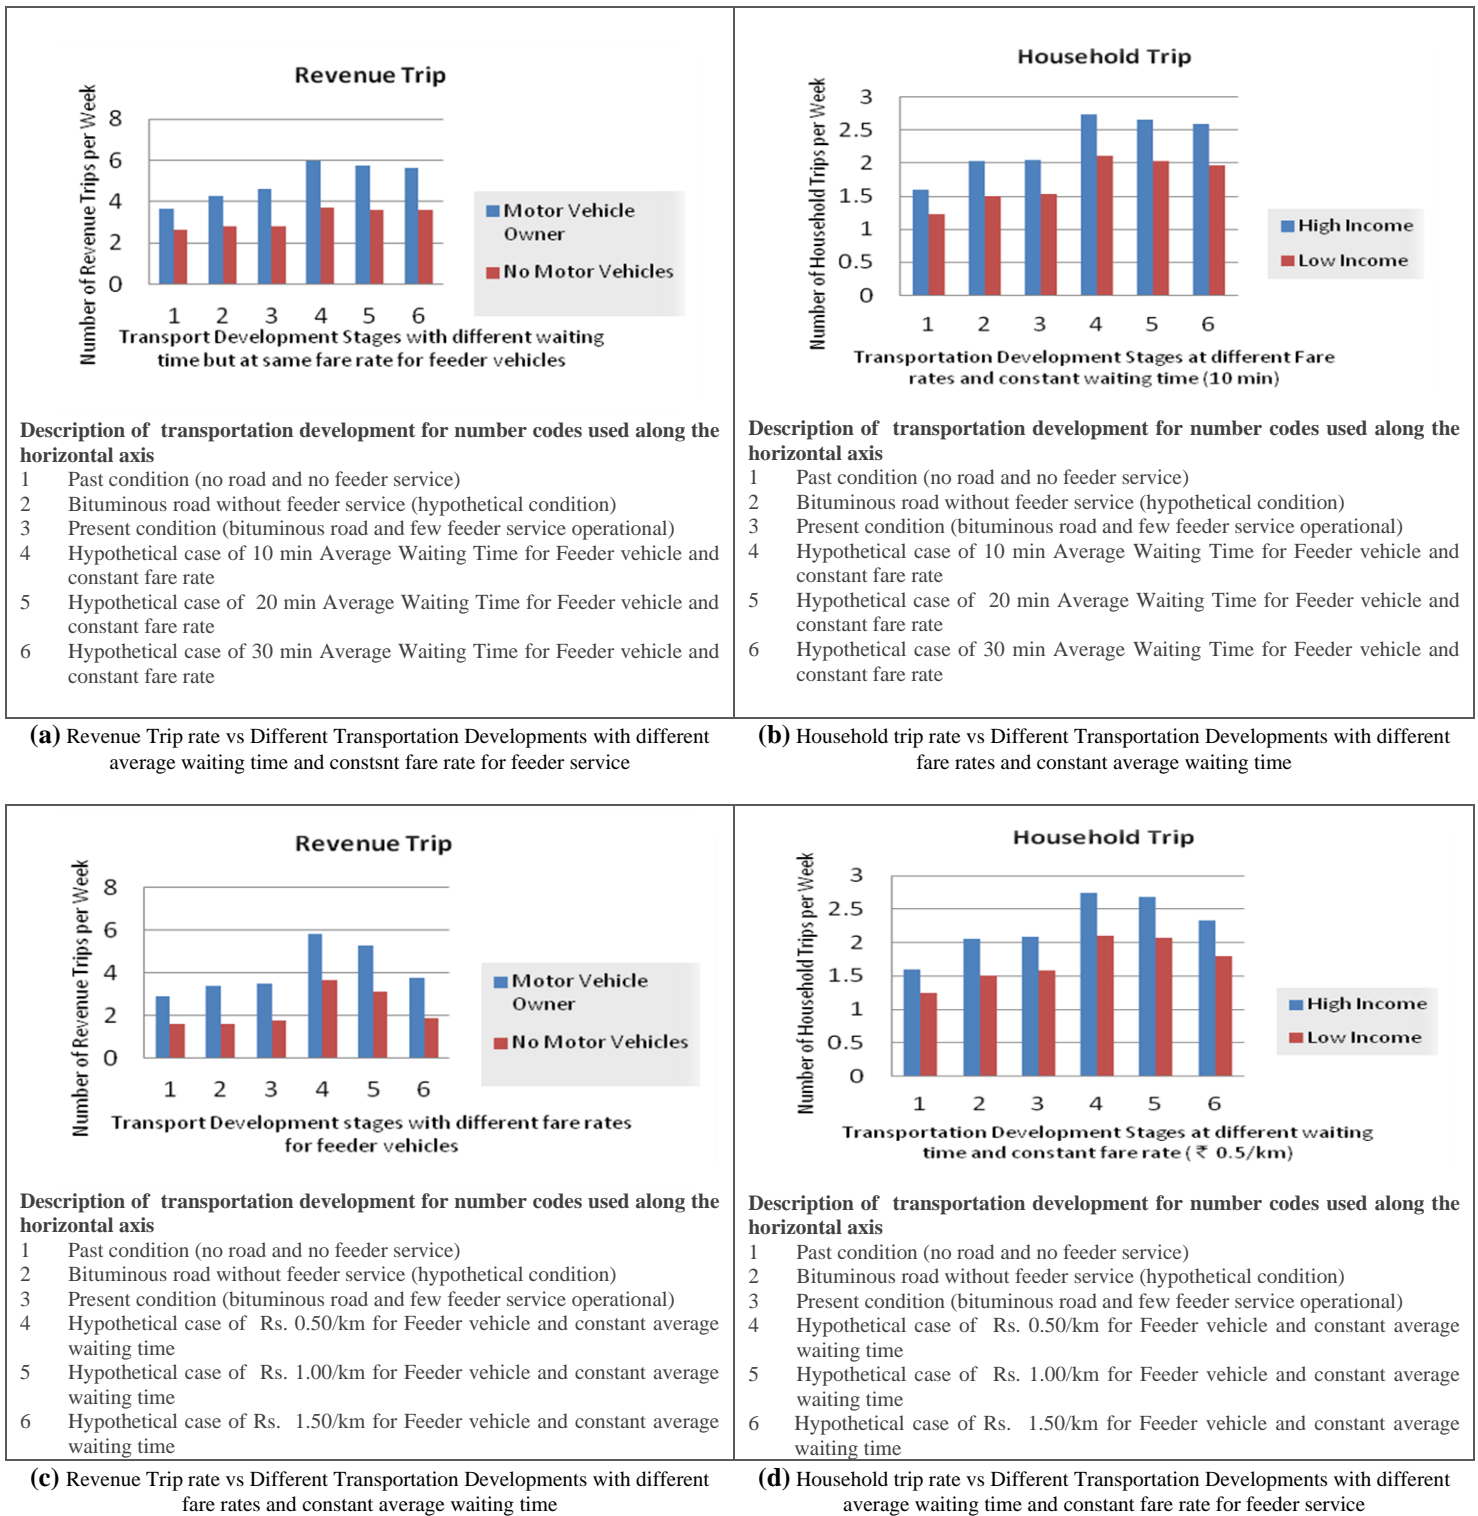 Revenue Trip
Number of Revenue Trips per Week
8
6
4
2
0
1 2 3 4 5 6
Transport Development Stages with different waiting
time but at same fare rate for feeder vehicles
Motor Vehicle
Owner
No Motor Vehicles
Description of transportation development for number codes used along the
horizontal axis
1 Past condition (no road and no feeder service)
2 Bituminous road without feeder service (hypothetical condition)
3 Present condition (bituminous road and few feeder service operational)
4 Hypothetical case of 10 min Average Waiting Time for Feeder vehicle and
constant fare rate
5 Hypothetical case of 20 min Average Waiting Time for Feeder vehicle and
constant fare rate
6 Hypothetical case of 30 min Average Waiting Time for Feeder vehicle and
constant fare rate
(a) Revenue Trip rate vs Different Transportation Developments with different
average waiting time and constsnt fare rate for feeder service
Household Trip
Number of Household Trips per Week
3
2.5
2
1.5
1
0.5
0
1 2 3 4 5 6
Transportation Development Stages at different Fare
rates and constant waiting time (10 min)
High Income
Low Income
Description of transportation development for number codes used along the
horizontal axis
1 Past condition (no road and no feeder service)
2 Bituminous road without feeder service (hypothetical condition)
3 Present condition (bituminous road and few feeder service operational)
4 Hypothetical case of 10 min Average Waiting Time for Feeder vehicle and
constant fare rate
5 Hypothetical case of 20 min Average Waiting Time for Feeder vehicle and
constant fare rate
6 Hypothetical case of 30 min Average Waiting Time for Feeder vehicle and
constant fare rate
(b) Household trip rate vs Different Transportation Developments with different
fare rates and constant average waiting time
Revenue Trip
Number of Revenue Trips per Week
8
6
4
2
0
1 2 3 4 5 6
Transport Development stages with different fare rates
for feeder vehicles
Motor Vehicle
Owner
No Motor Vehicles
Description of transportation development for number codes used along the
horizontal axis
1 Past condition (no road and no feeder service)
2 Bituminous road without feeder service (hypothetical condition)
3 Present condition (bituminous road and few feeder service operational)
4 Hypothetical case of Rs. 0.50/km for Feeder vehicle and constant average
waiting time
5 Hypothetical case of Rs. 1.00/km for Feeder vehicle and constant average
waiting time
6 Hypothetical case of Rs. 1.50/km for Feeder vehicle and constant average
waiting time
(c) Revenue Trip rate vs Different Transportation Developments with different
fare rates and constant average waiting time
Household Trip
Number of Household Trips per Week
3
2.5
2
1.5
1
0.5
0
1 2 3 4 5 6
Transportation Development Stages at different waiting
time and constant fare rate (₹ 0.5/km)
High Income
Low Income
Description of transportation development for number codes used along the
horizontal axis
1 Past condition (no road and no feeder service)
2 Bituminous road without feeder service (hypothetical condition)
3 Present condition (bituminous road and few feeder service operational)
4 Hypothetical case of Rs. 0.50/km for Feeder vehicle and constant average
waiting time
5 Hypothetical case of Rs. 1.00/km for Feeder vehicle and constant average
waiting time
6 Hypothetical case of Rs. 1.50/km for Feeder vehicle and constant average
waiting time
(d) Household trip rate vs Different Transportation Developments with different
average waiting time and constant fare rate for feeder service